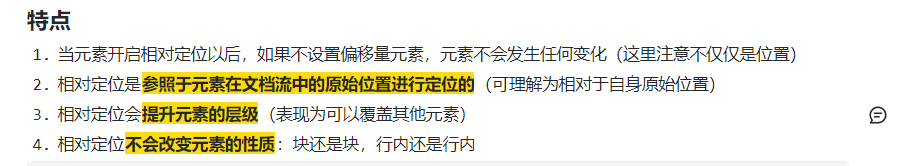 特点
1. 当元素开启相对定位以后，如果不设置偏移量元素，元素不会发生任何变化（这里注意不仅仅是位置）
2. 相对定位是参照于元素在文档流中的原始位置进行定位的（可理解为相对于自身原始位置）
3. 相对定位会提升元素的层级（表现为可以覆盖其他元素）
4. 相对定位不会改变元素的性质：块还是块，行内还是行内